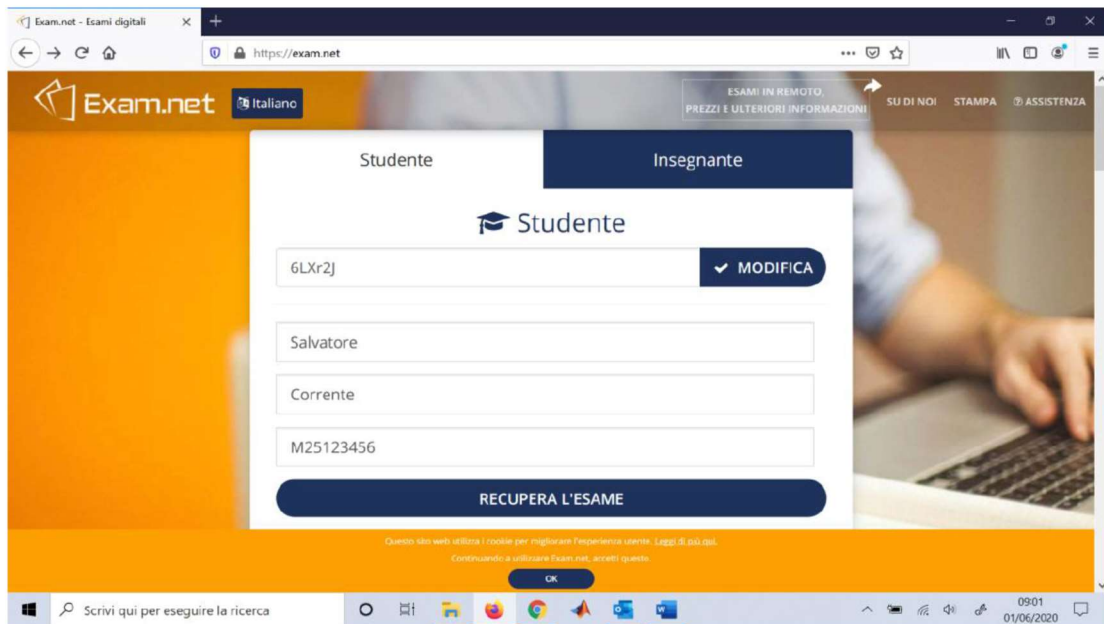 Exam.net - Esami digitali
https://exam.net
Exam.net
Italiano
ESAMI IN REMOTO,
PREZZI E ULTERIORI INFORMAZIONI
SU DI NOI
STAMPA
ASSISTENZA
Studente
Insegnante
Studente
6LXr2J
MODIFICA
Salvatore
Corrente
M25123456
RECUPERA L'ESAME
Questo sito web utilizza i cookie per migliorare l'esperienza utente. Leggi di più qui.
Continuando a utilizzare Exam.net, accetti questo.
OK
Scrivi qui per eseguire la ricerca
09:01
01/06/2020